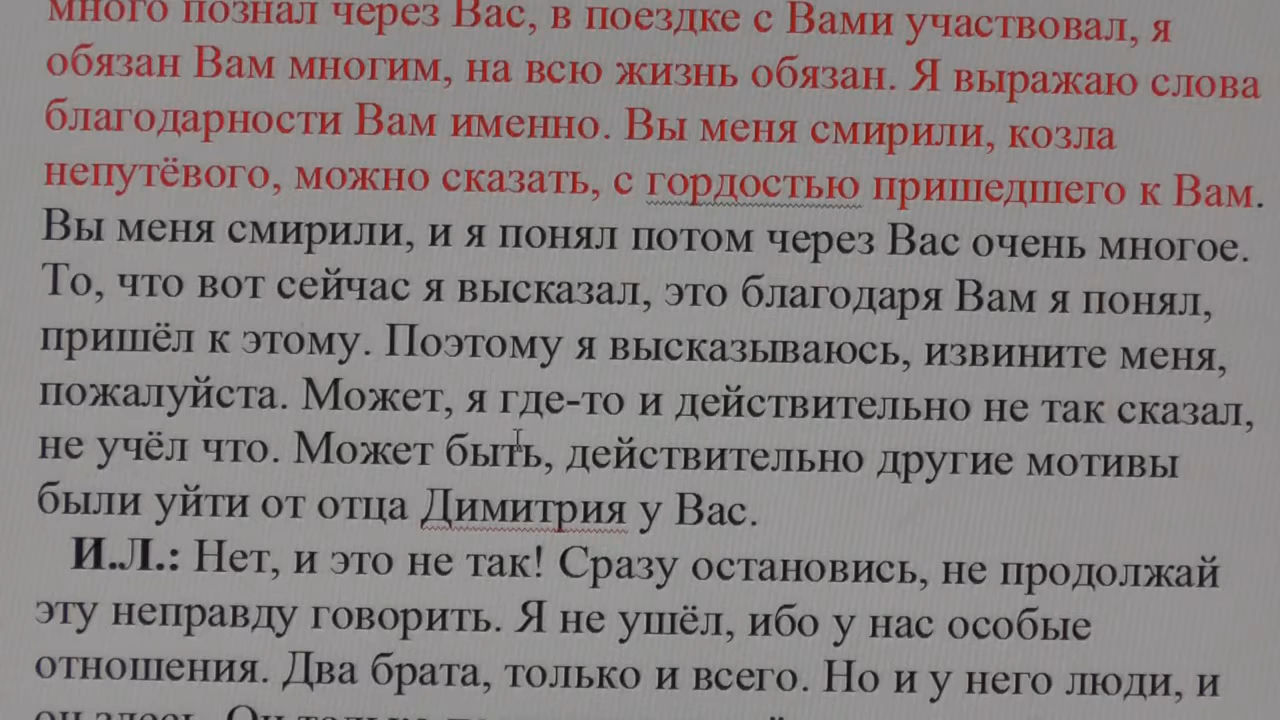 много познал через Вас, в поездке с Вами участвовал, я
обязан Вам многим, на всю жизнь обязан. Я выражаю слова
благодарности Вам именно. Вы меня смирили, козла
непутёвого, можно сказать, с гордостью пришедшего к Вам.
Вы меня смирили, и я понял потом через Вас очень многое.
То, что вот сейчас я высказал, это благодаря Вам я понял,
пришёл к этому. Поэтому я высказываюсь, извините меня,
пожалуйста. Может, я где-то и действительно не так сказал,
не учёл что. Может быть, действительно другие мотивы
были уйти от отца Димитрия у Вас.
И.Л.: Нет, и это не так! Сразу остановись, не продолжай
эту неправду говорить. Я не ушёл, ибо у нас особые
отношения. Два брата, только и всего. Но и у него люди, и
он здесь. Он только